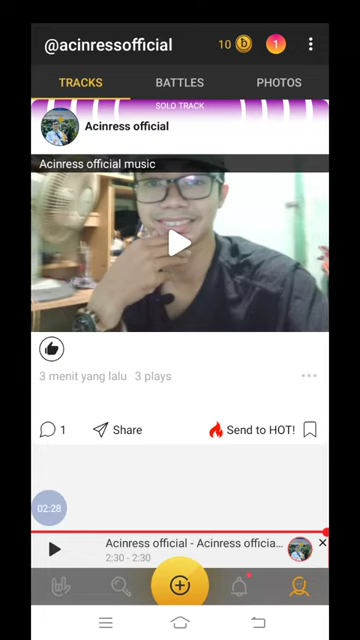 @acinressofficial 10 b 1
TRACKS BATTLES PHOTOS
SOLO TRACK
Acinress official
Acinress official music
3 menit yang lalu 3 plays
1 Share Send to HOT!
02:28
Acinress official - Acinress officia...
2:30 - 2:30